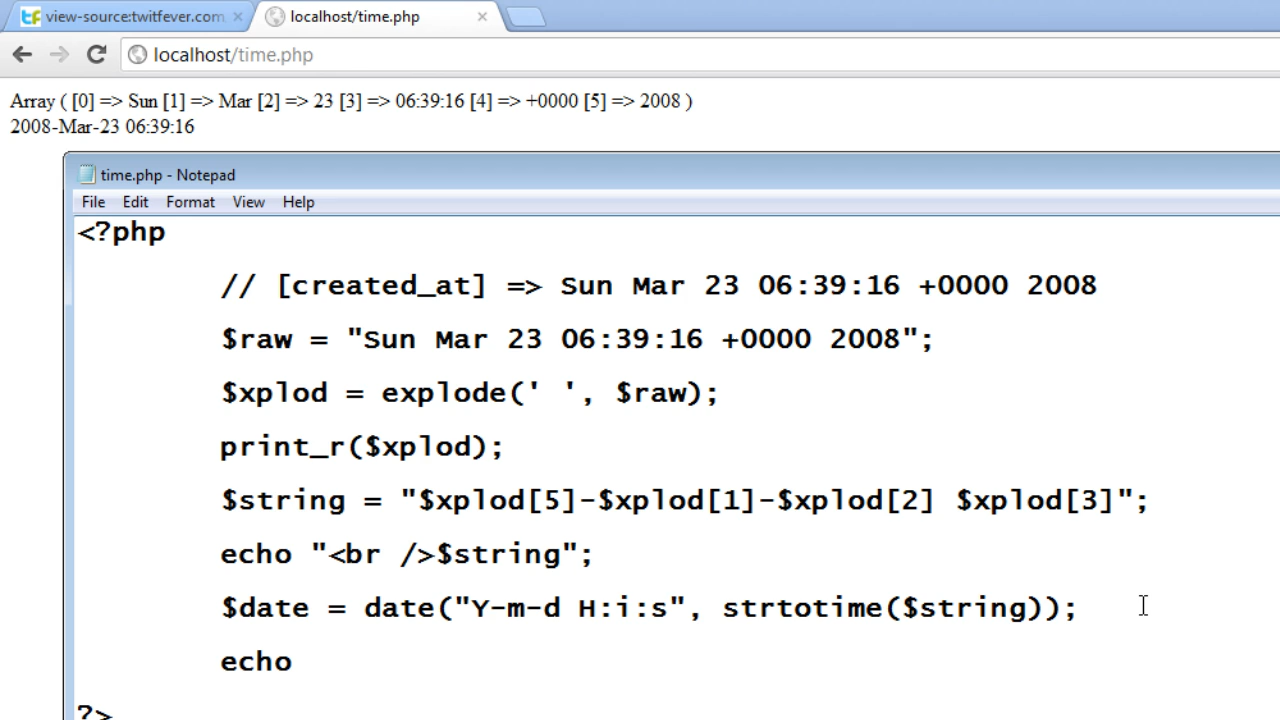 view-source:twitfever.com
localhost/time.php
localhost/time.php
Array ( [0] => Sun [1] => Mar [2] => 23 [3] => 06:39:16 [4] => +0000 [5] => 2008 )
2008-Mar-23 06:39:16
time.php - Notepad
File Edit Format View Help
<?php
// [created_at] => Sun Mar 23 06:39:16 +0000 2008
$raw = "Sun Mar 23 06:39:16 +0000 2008";
$xplod = explode(' ', $raw);
print_r($xplod);
$string = "$xplod[5]-$xplod[1]-$xplod[2] $xplod[3]";
echo "<br />$string";
$date = date("Y-m-d H:i:s", strtotime($string));
echo
?>